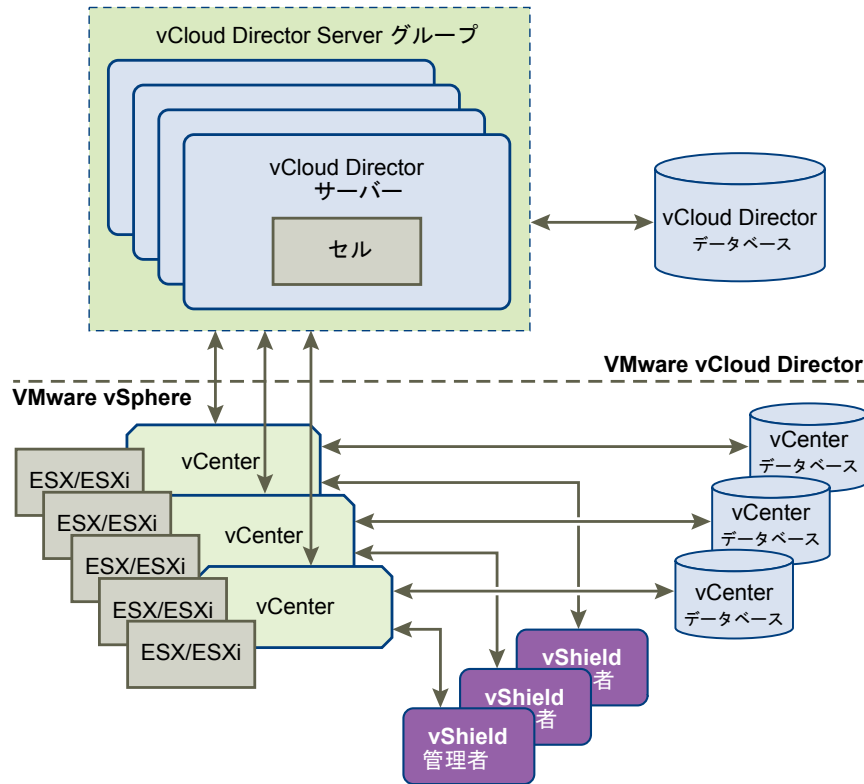 vCloud Director Server グループ
vCloud Director
サーバー
セル
vCloud Director
データベース
VMware vCloud Director
VMware vSphere
vCenter
vCenter
データベース
ESX/ESXi
vCenter
vCenter
データベース
ESX/ESXi
vCenter
vCenter
データベース
ESX/ESXi
ESX/ESXi
ESX/ESXi
vShield
者
vShield
者
vShield
管理者